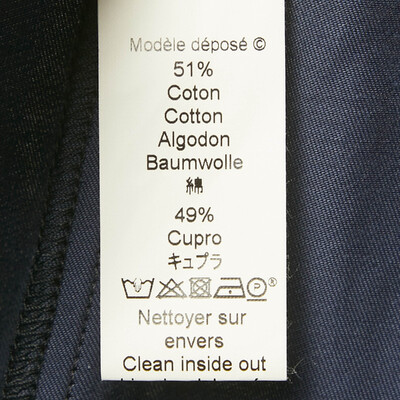 Modèle déposé ©
51%
Coton
Cotton
Algodon
Baumwolle
綿
49%
Cupro
キュプラ
Nettoyer sur
envers
Clean inside out